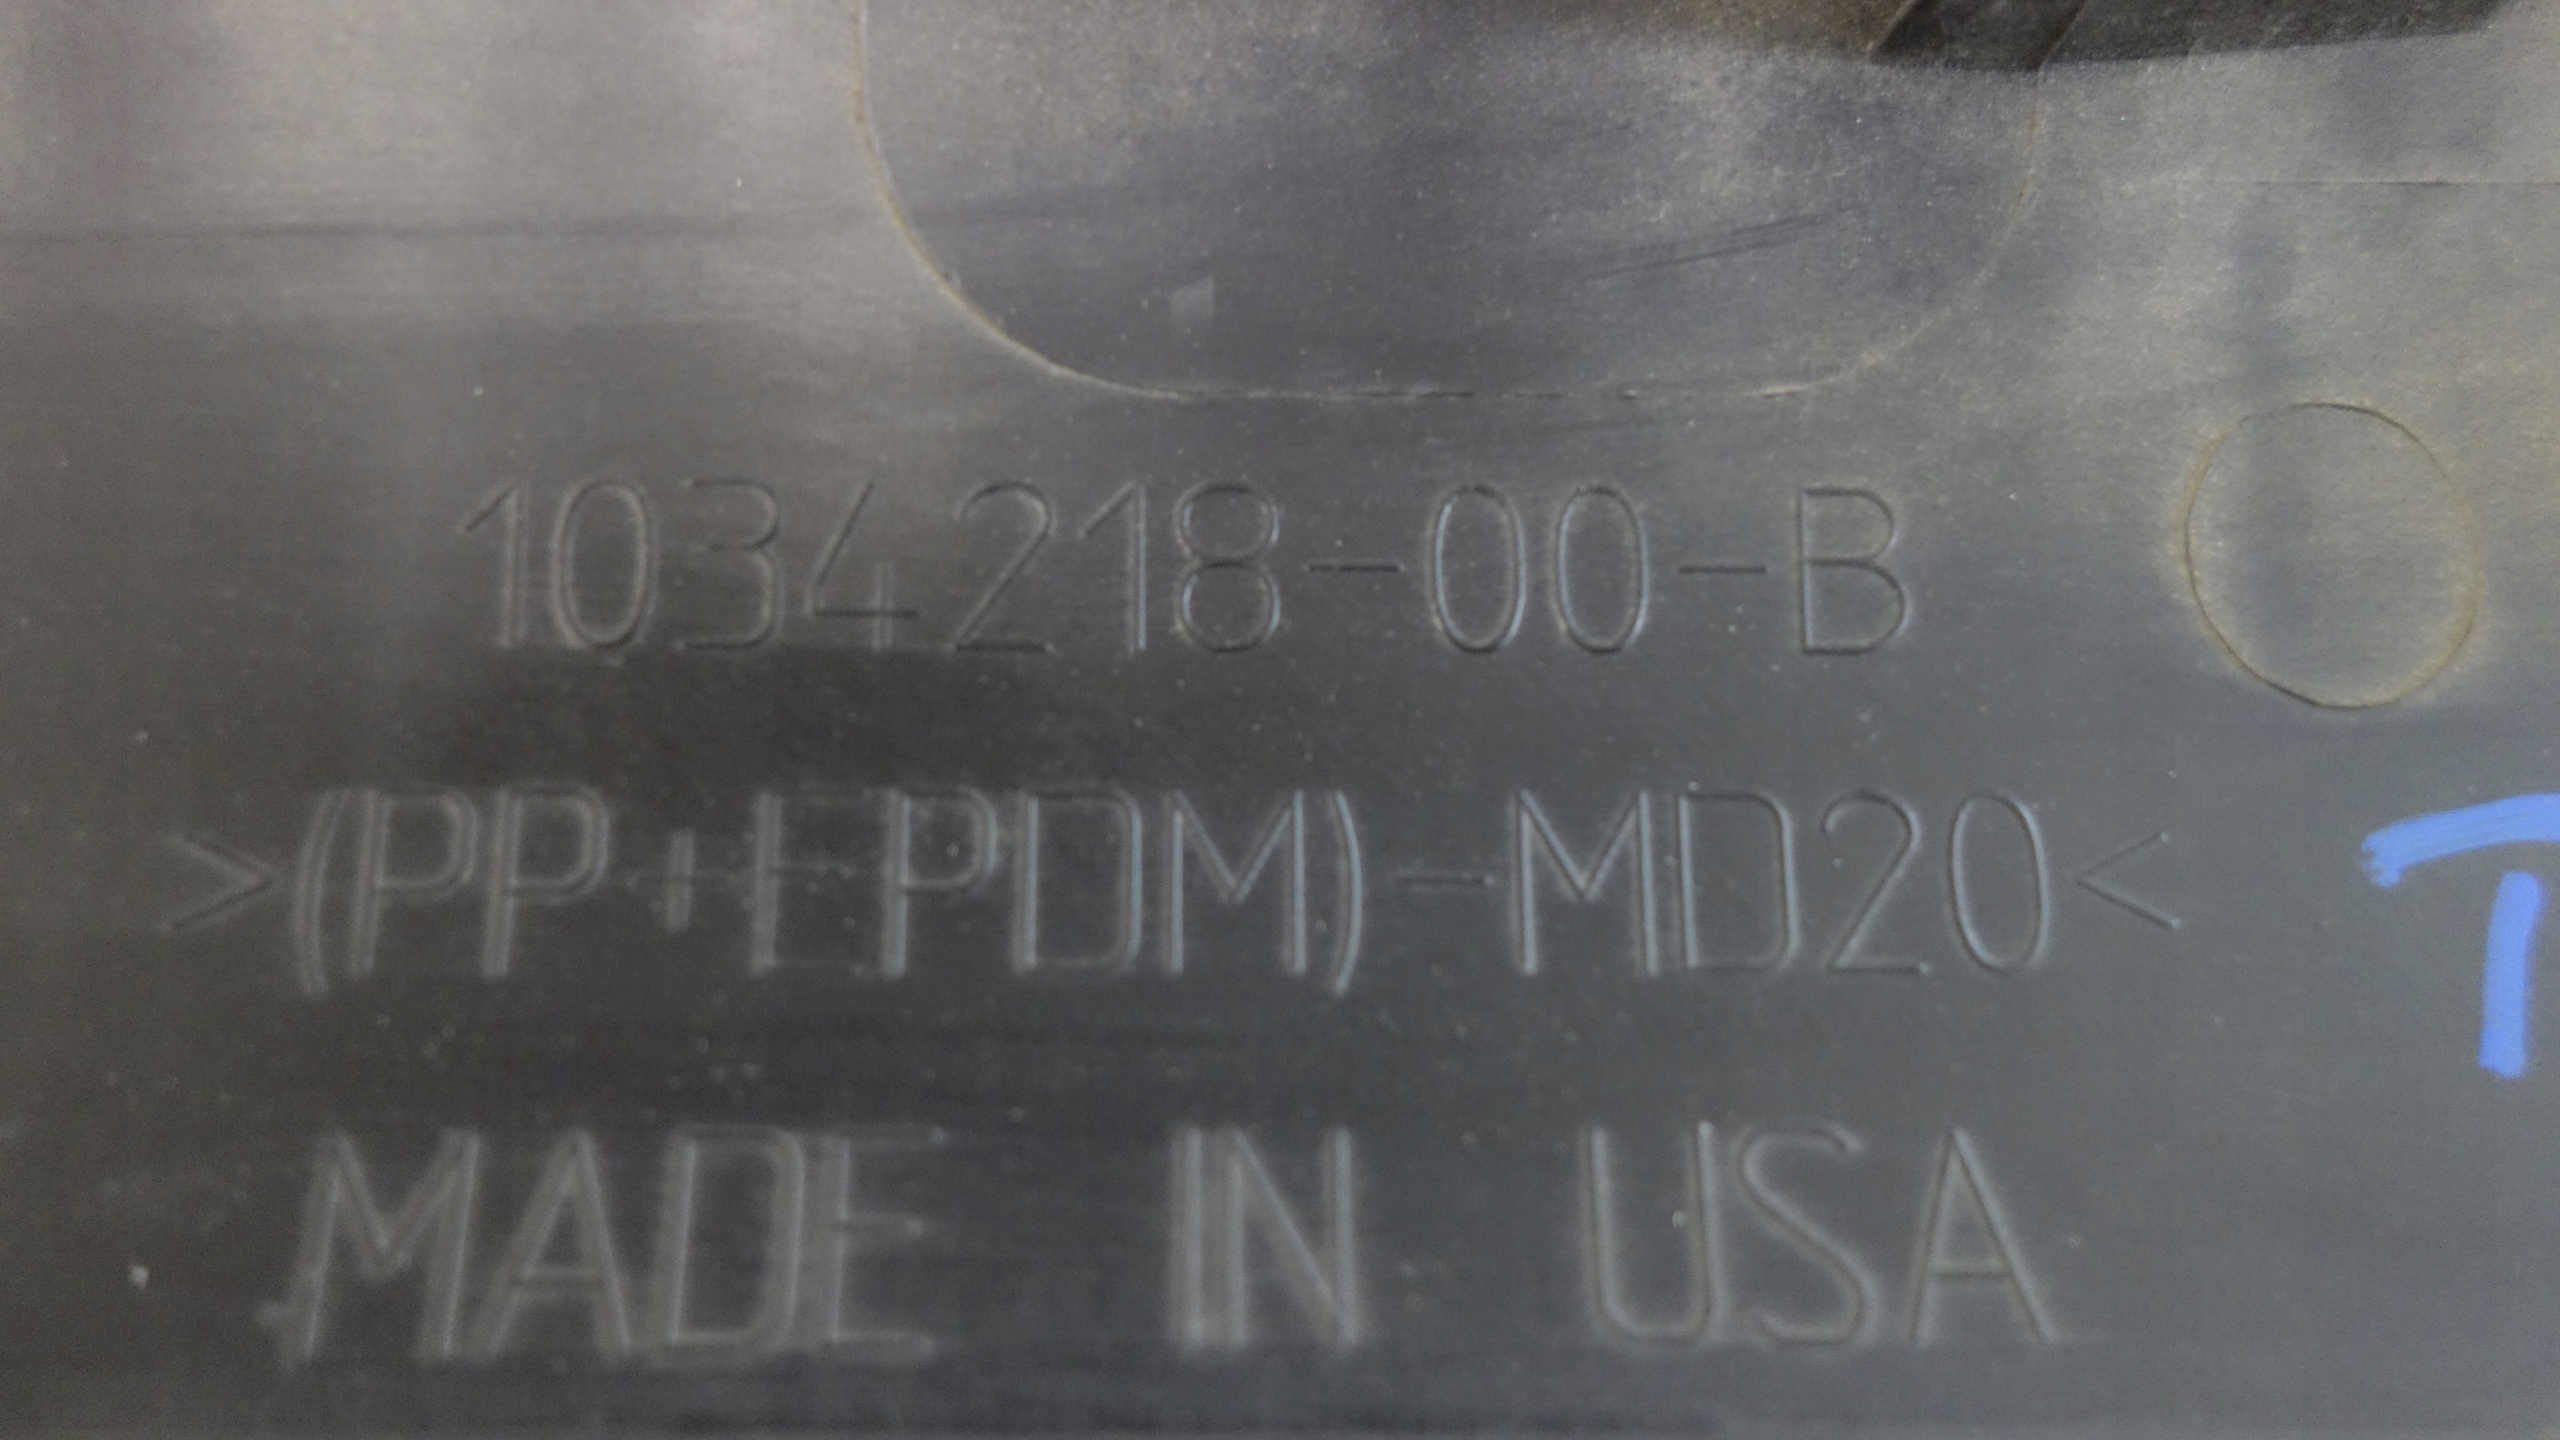 1034218-00-B
>(PP+EPDM)-MD20<
MADE IN USA
T